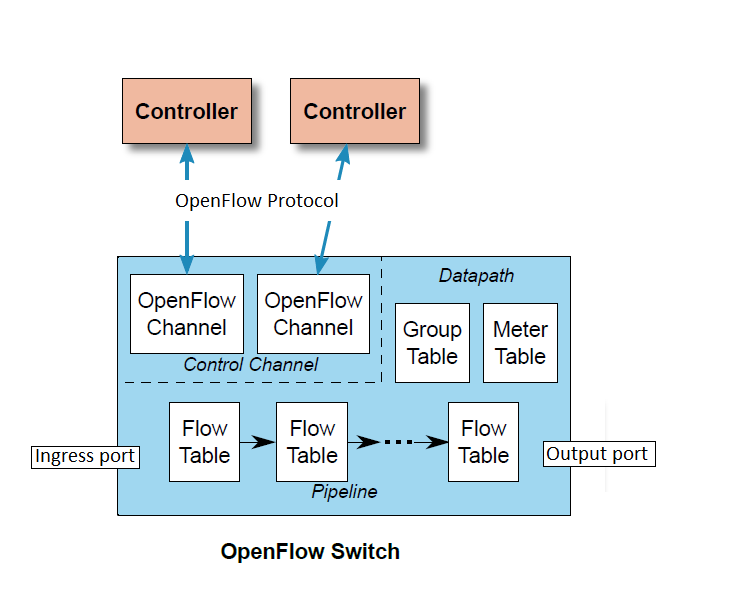 Controller
Controller
OpenFlow Protocol
OpenFlow
Channel
OpenFlow
Channel
Control Channel
Datapath
Group
Table
Meter
Table
Ingress port
Flow
Table
Flow
Table
Flow
Table
Output port
Pipeline
OpenFlow Switch